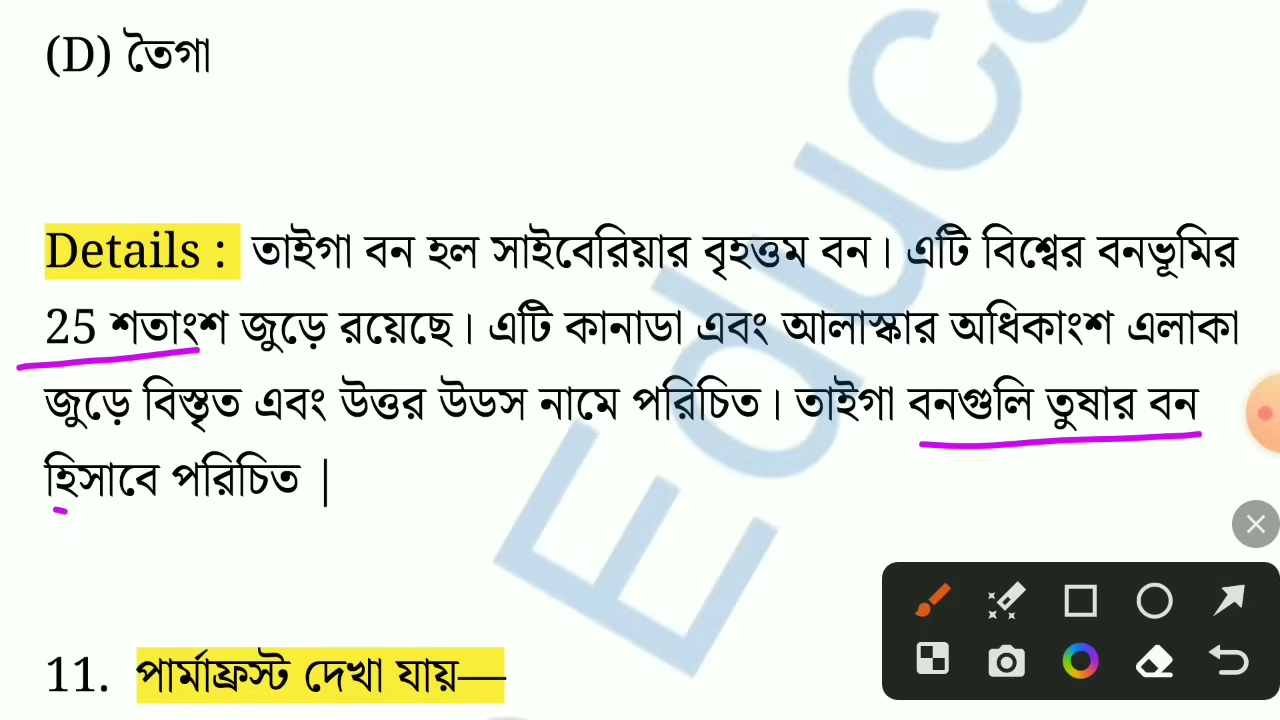 (D) তৈগা
Details : তাইগা বন হল সাইবেরিয়ার বৃহত্তম বন। এটি বিশ্বের বনভূমির
25 শতাংশ জুড়ে রয়েছে। এটি কানাডা এবং আলাস্কার অধিকাংশ এলাকা
জুড়ে বিস্তৃত এবং উত্তর উডস নামে পরিচিত। তাইগা বনগুলি তুষার বন
হিসাবে পরিচিত |
11. পার্মাফ্রস্ট দেখা যায়—
Educa